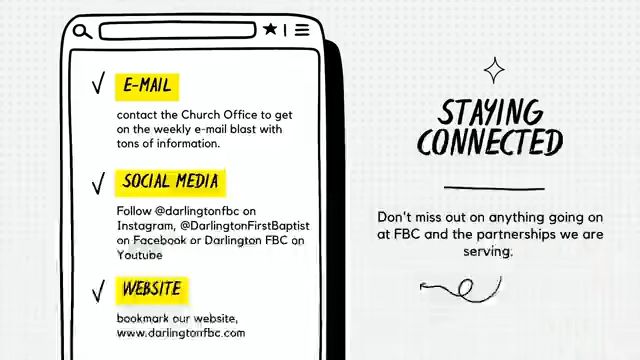 E-MAIL
contact the Church Office to get
on the weekly e-mail blast with
tons of information.
SOCIAL MEDIA
Follow @darlingtonfbc on
Instagram, @DarlingtonFirstBaptist
on Facebook or Darlington FBC on
Youtube
WEBSITE
bookmark our website,
www.darlingtonfbc.com
STAYING
CONNECTED
Don't miss out on anything going on
at FBC and the partnerships we are
serving.